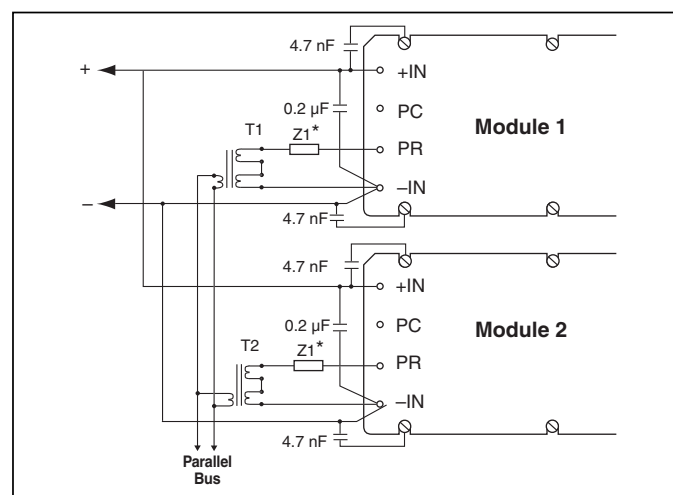 4.7 nF
+
+IN
0.2 µF
PC
Module 1
T1
Z1*
PR
–
–IN
4.7 nF
4.7 nF
+IN
0.2 µF
PC
Module 2
T2
Z1*
PR
–IN
4.7 nF
Parallel
Bus